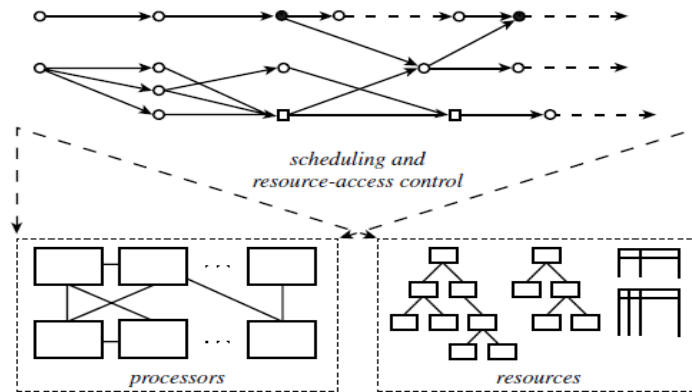 scheduling and
resource-access control
processors
resources